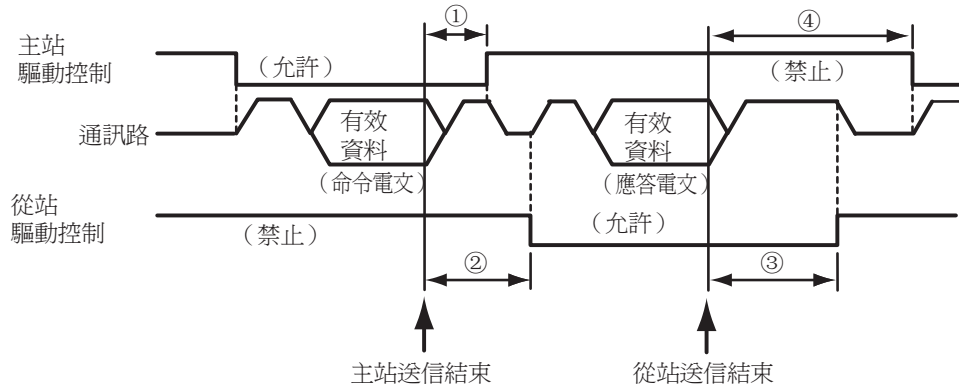 ①
④
主站
驅動控制
（允許）
（禁止）
通訊路
有效
資料
有效
資料
（命令電文）
（應答電文）
從站
驅動控制
（禁止）
（允許）
②
③
主站送信結束
從站送信結束